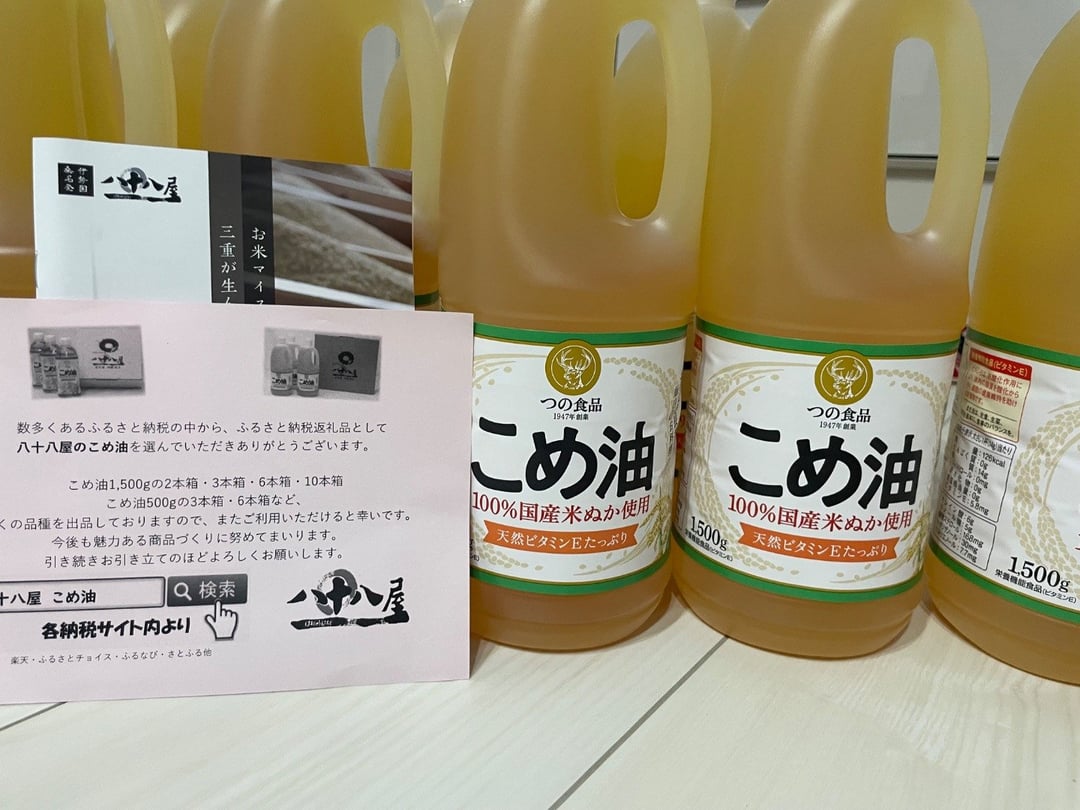 伊勢国
桑名発
八十八屋
お米マイス
三重が生ん
八十八屋
こめ油
こめ油
数多くあるふるさと納税の中から、ふるさと納税返礼品として
八十八屋のこめ油を選んでいただきありがとうございます。
こめ油1,500gの2本箱・3本箱・6本箱・10本箱
こめ油500gの3本箱・6本箱など、
くの品種を出品しておりますので、またご利用いただけると幸いです。
今後も魅力ある商品づくりに努めてまいります。
引き続きお引き立てのほどよろしくお願いします。
十八屋 こめ油
検索
八十八屋
各納税サイト内より
楽天・ふるさとチョイス・ふるなび・さとふる他
つの食品
1947年創業
こめ油
100%国産米ぬか使用
天然ビタミンEたっぷり
つの食品
1947年創業
こめ油
100%国産米ぬか使用
1,500g
天然ビタミンEたっぷり
1,500g
栄養機能食品(ビタミンE)